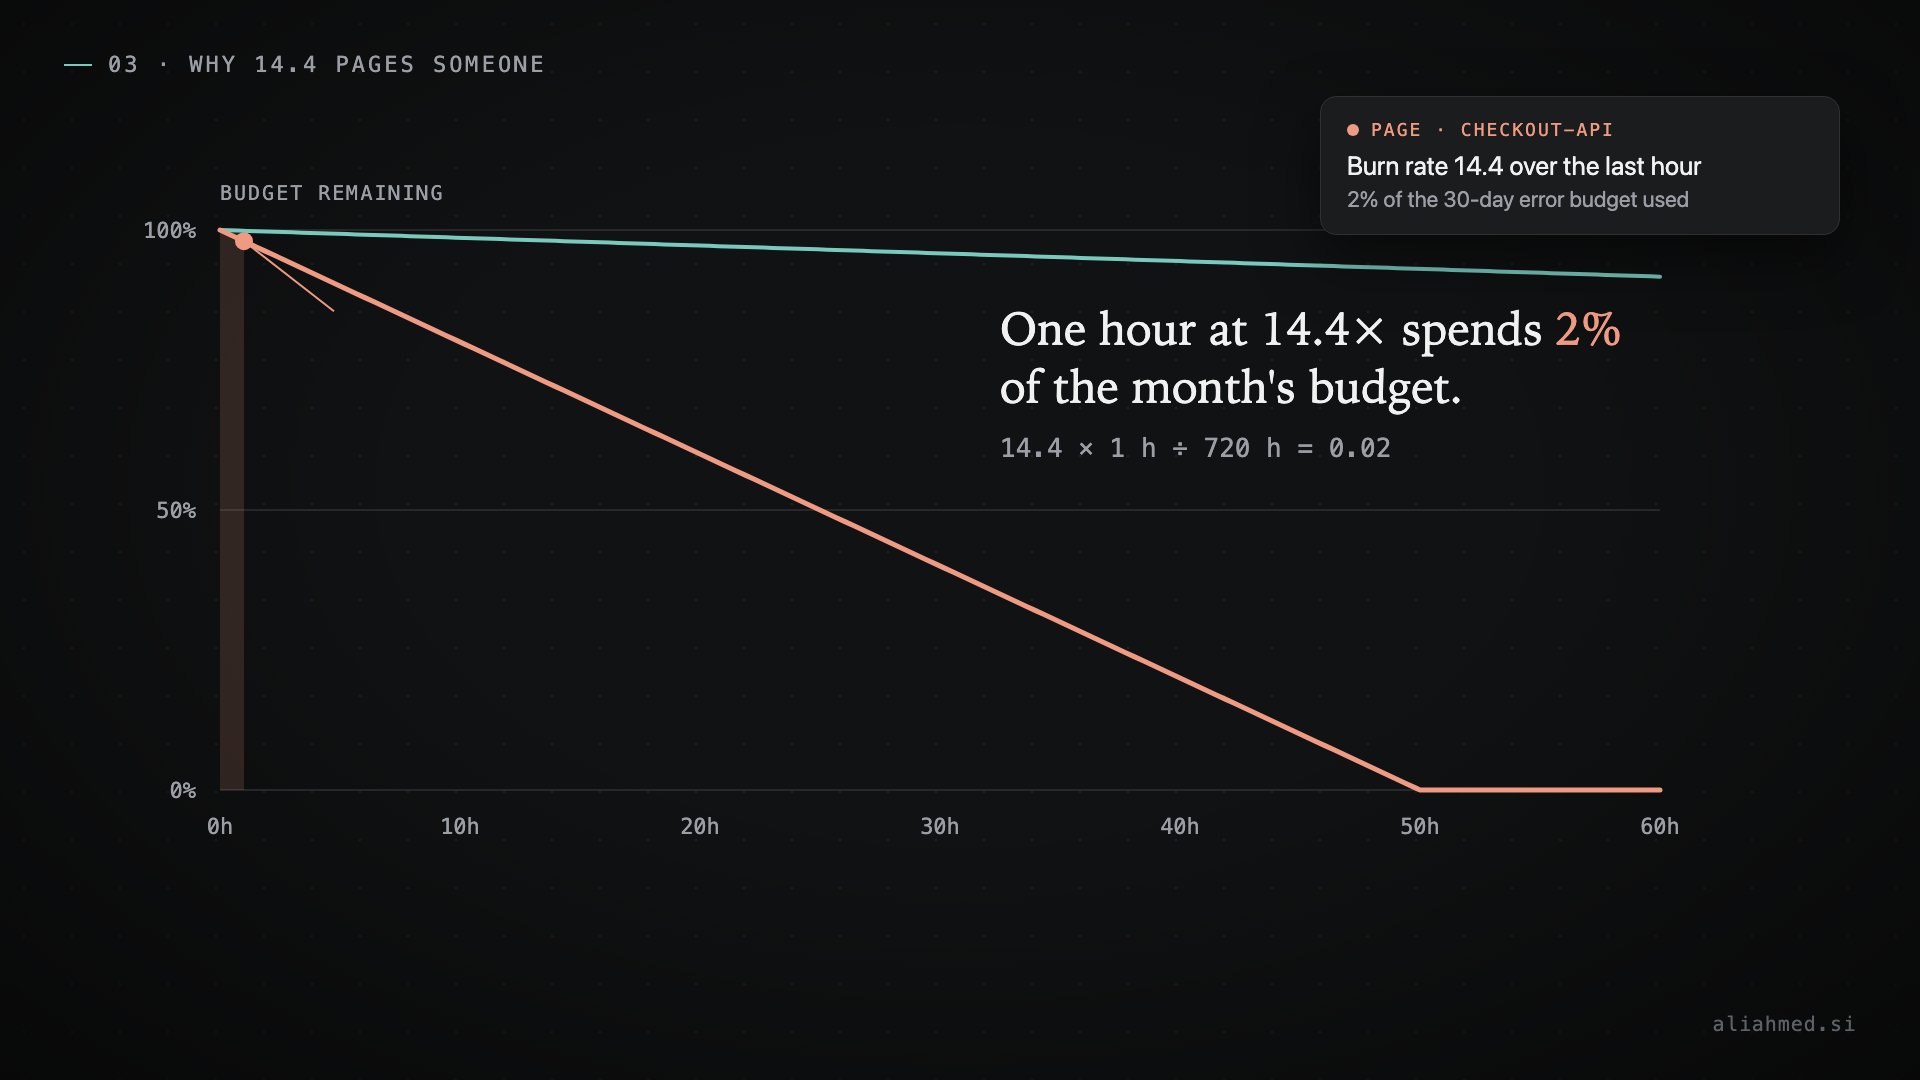 03 · WHY 14.4 PAGES SOMEONE
PAGE · CHECKOUT-API
Burn rate 14.4 over the last hour
2% of the 30-day error budget used
BUDGET REMAINING
100%
One hour at 14.4× spends 2%
of the month's budget.
14.4 × 1 h ÷ 720 h = 0.02
50%
0%
0h 10h 20h 30h 40h 50h 60h
aliahmed.si